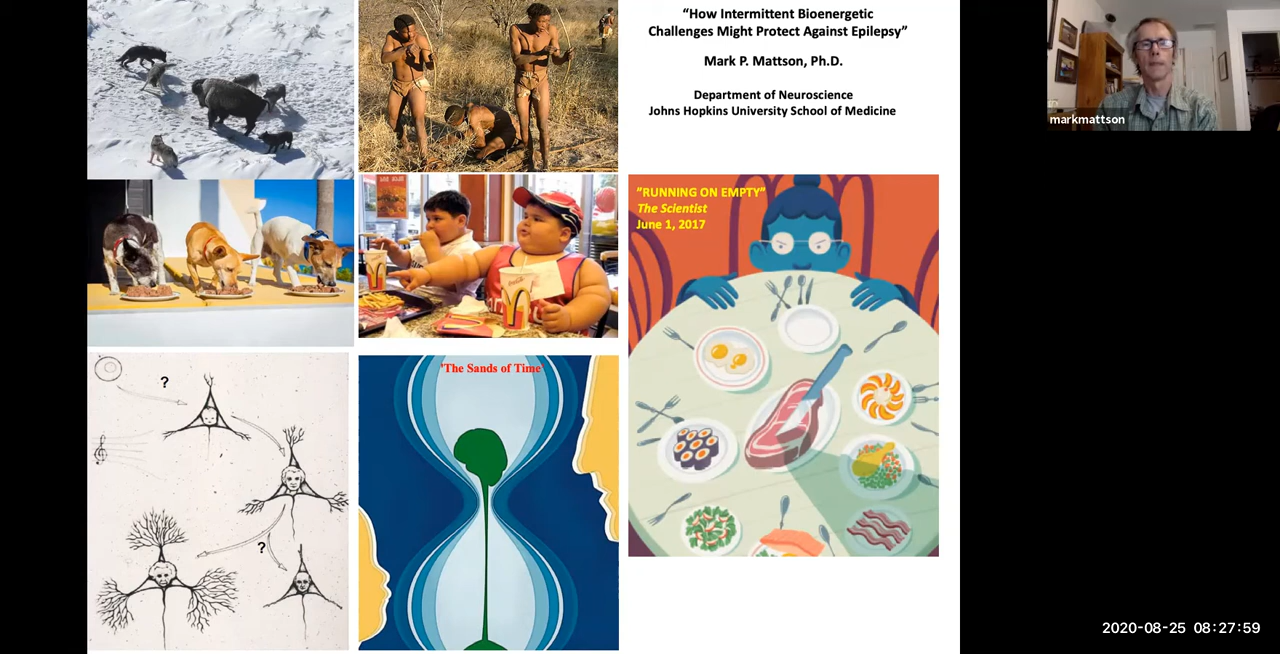 “How Intermittent Bioenergetic
Challenges Might Protect Against Epilepsy”
Mark P. Mattson, Ph.D.
Department of Neuroscience
Johns Hopkins University School of Medicine
markmattson
”RUNNING ON EMPTY”
The Scientist
June 1, 2017
?
?
'The Sands of Time'
2020-08-25 08:27:59